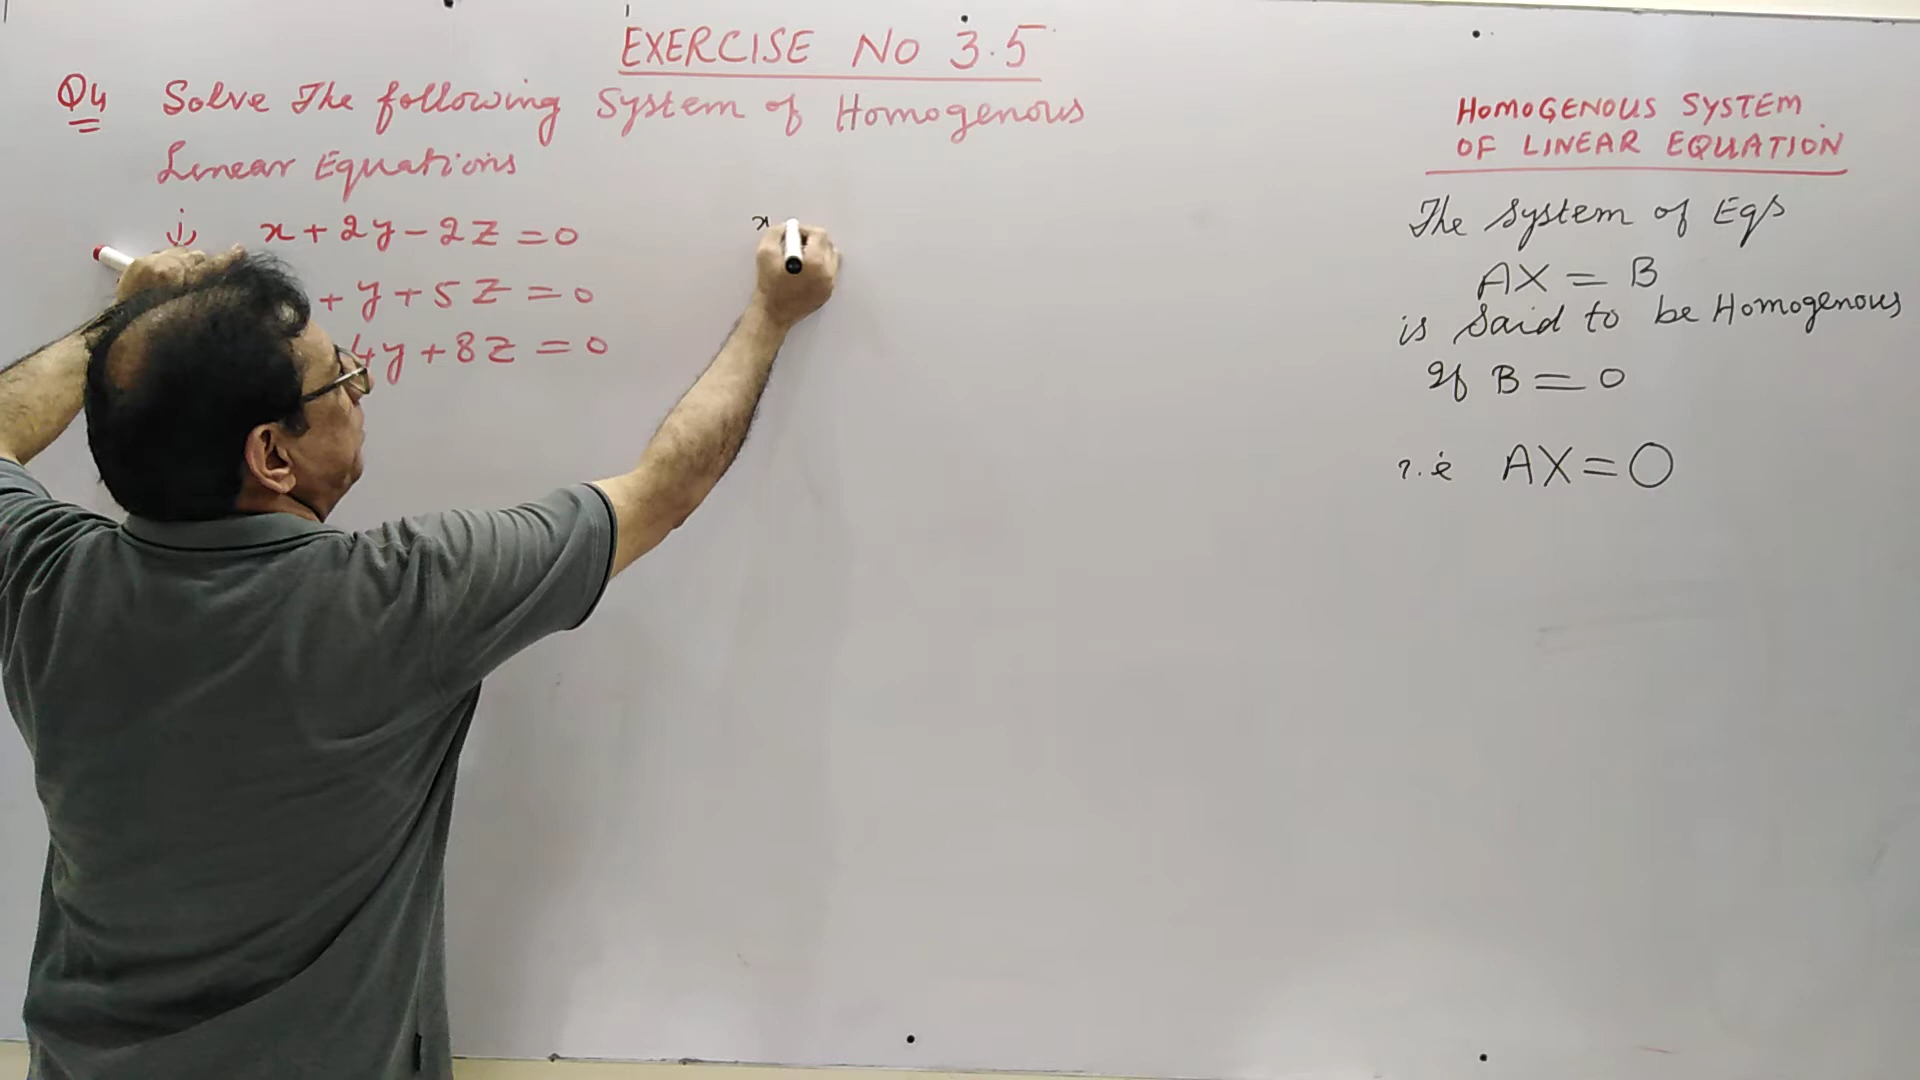 EXERCISE NO 3.5
Q4 Solve The following System of Homogenous
Linear Equations
i) x+2y-2z=0
+y+5z=0
4y+8z=0
x
HOMOGENOUS SYSTEM
OF LINEAR EQUATION
The System of Eqs
AX=B
is Said to be Homogenous
If B=0
i.e AX=0